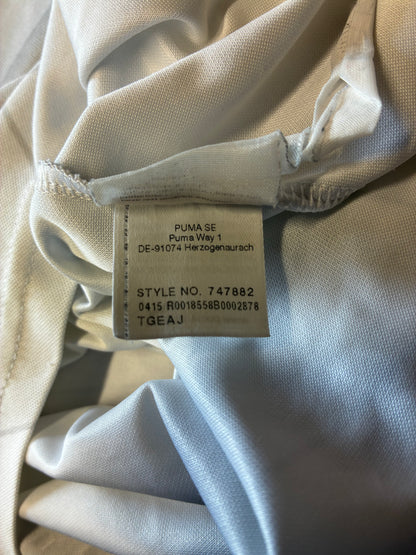 PUMA SE
Puma Way 1
DE-91074 Herzogenaurach
STYLE NO. 747882
0415 R0018558B0002878
TGEAJ